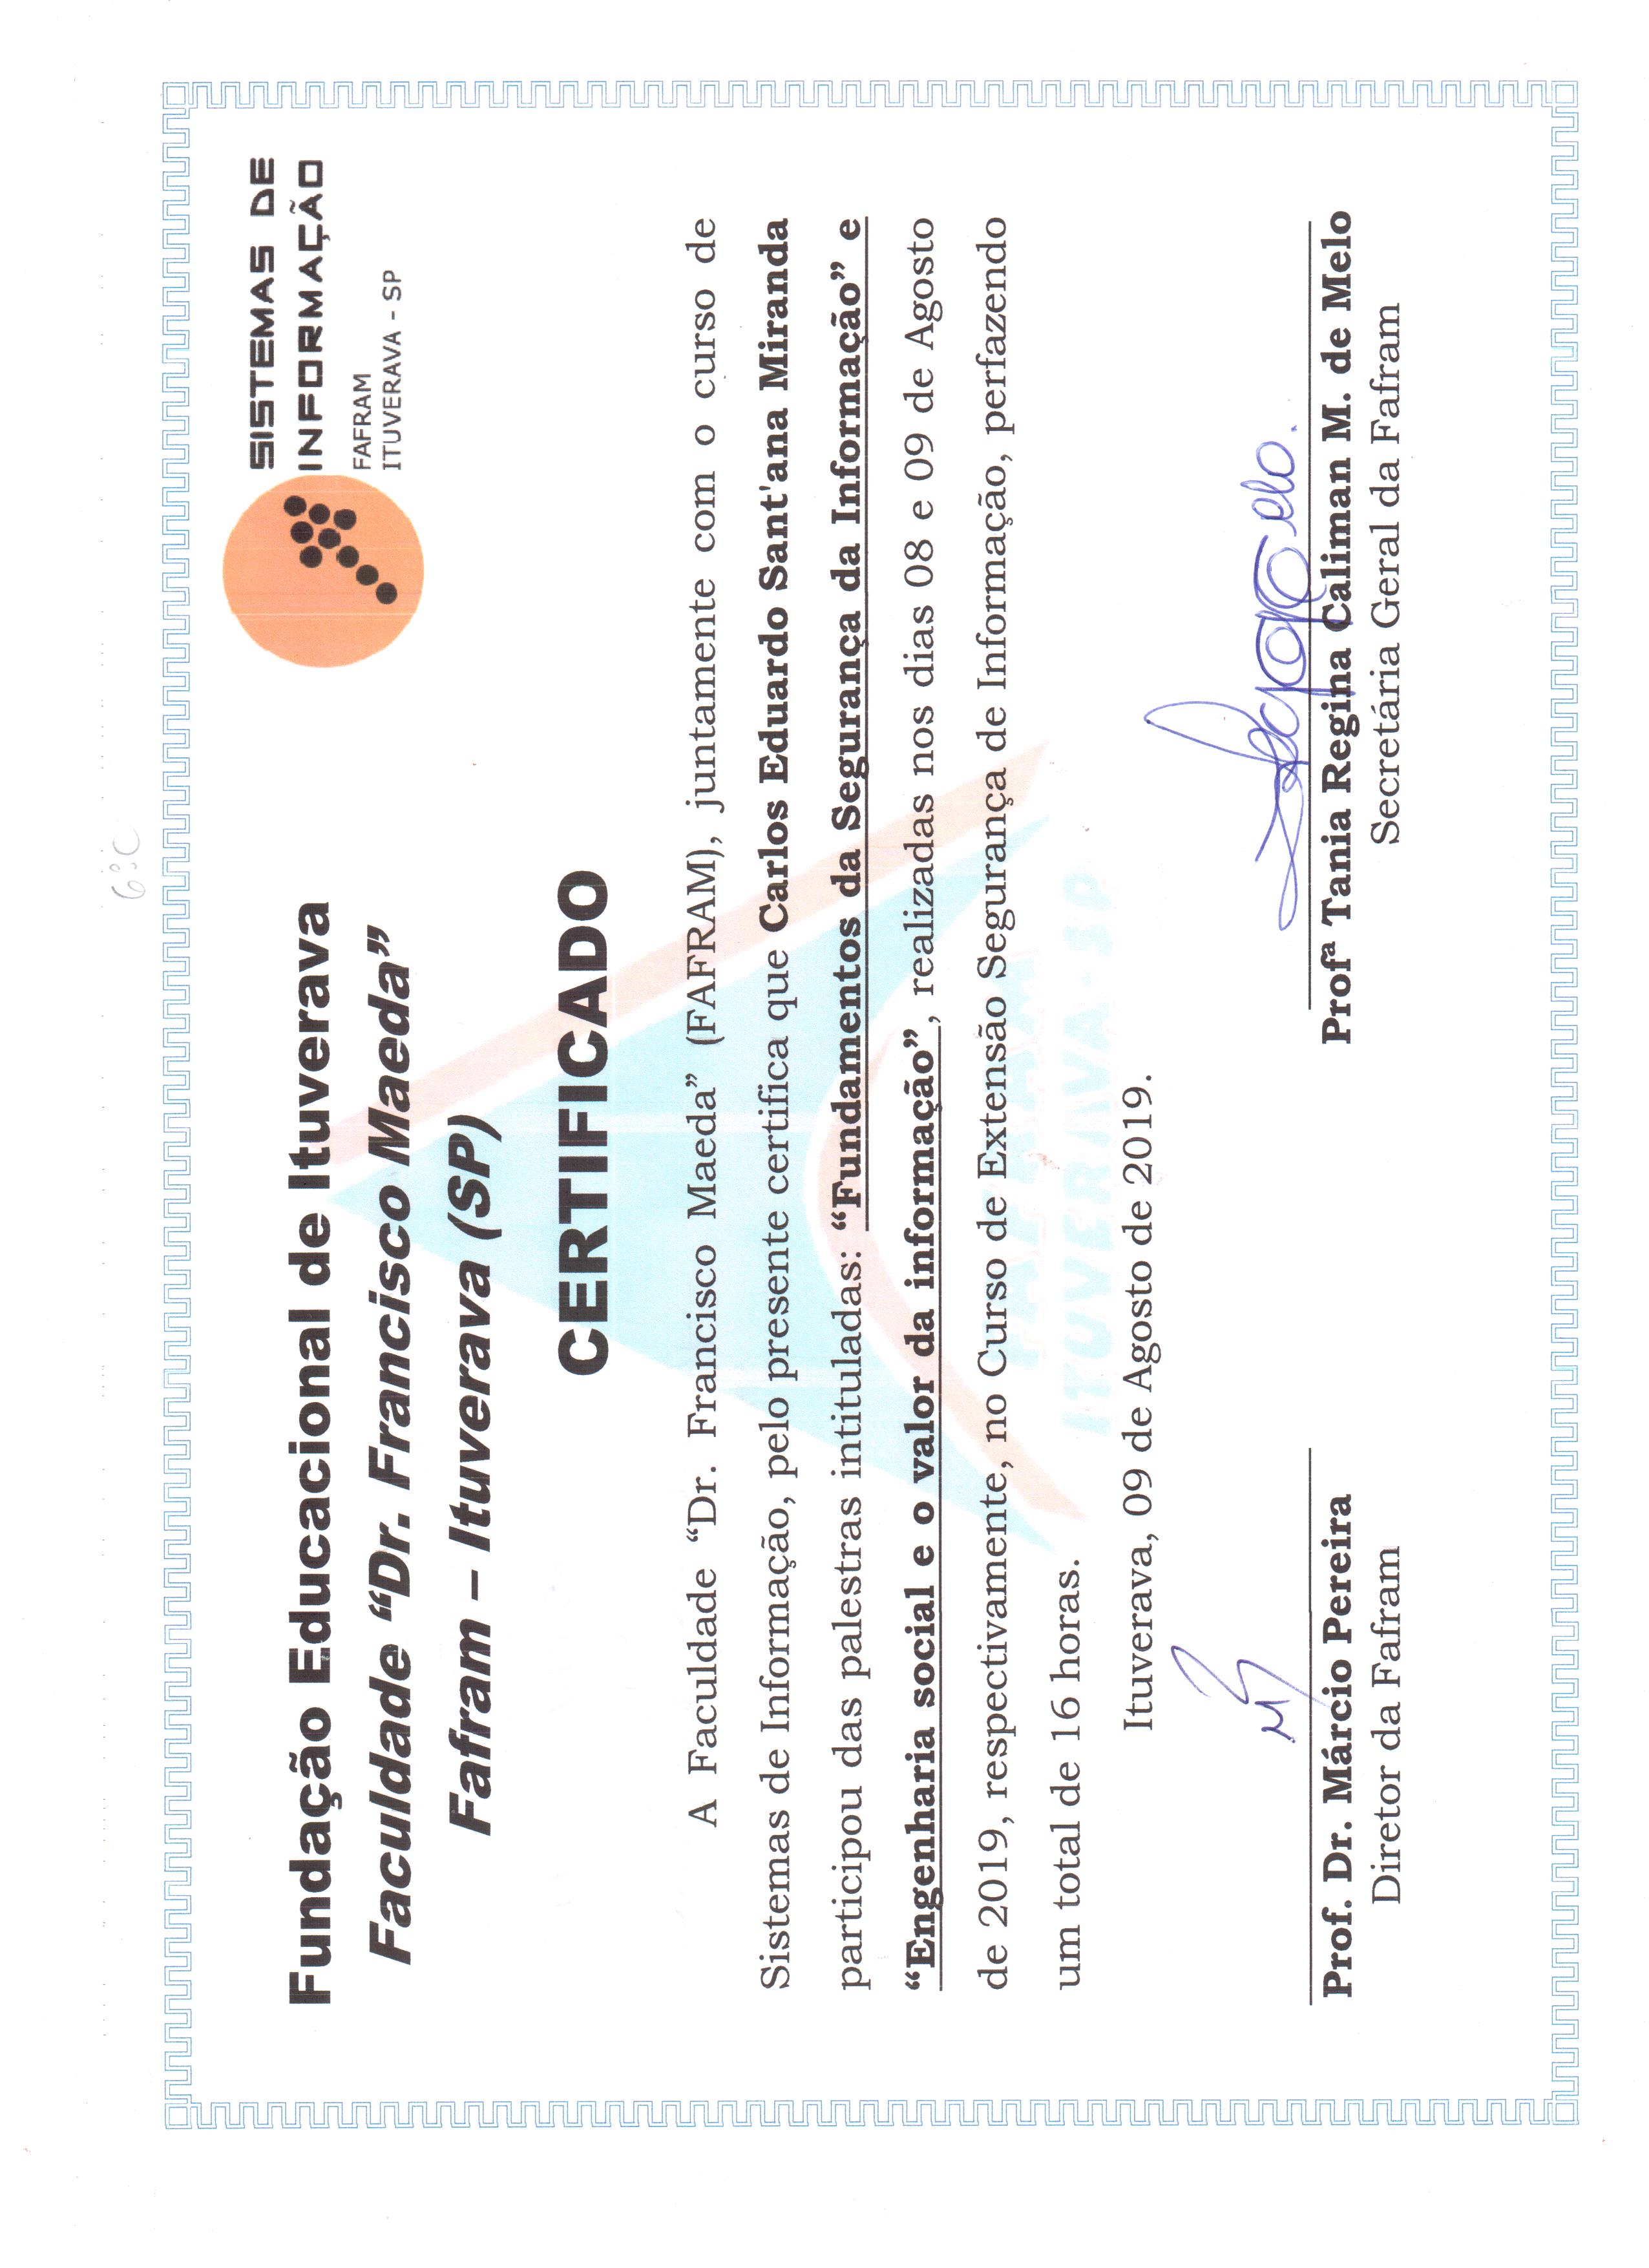 6°C
Fundação Educacional de Ituverava
Faculdade “Dr. Francisco Maeda”
Fafram – Ituverava (SP)
SISTEMAS DE
INFORMAÇÃO
FAFRAM
ITUVERAVA - SP
CERTIFICADO
A Faculdade “Dr. Francisco Maeda” (FAFRAM), juntamente com o curso de
Sistemas de Informação, pelo presente certifica que Carlos Eduardo Sant'ana Miranda
participou das palestras intituladas: “Fundamentos da Segurança da Informação” e
“Engenharia social e o valor da informação”, realizadas nos dias 08 e 09 de Agosto
de 2019, respectivamente, no Curso de Extensão Segurança de Informação, perfazendo
um total de 16 horas.
FAFRAM
ITUVERAVA-SP
Ituverava, 09 de Agosto de 2019.
Prof. Dr. Márcio Pereira
Diretor da Fafram
Profª Tania Regina Caliman M. de Melo
Secretária Geral da Fafram